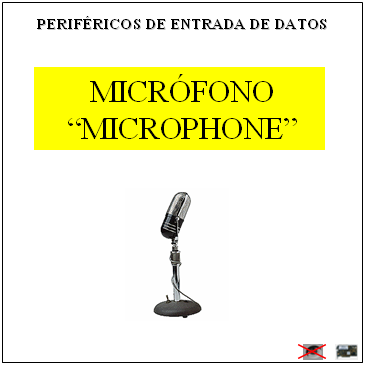 PERIFÉRICOS DE ENTRADA DE DATOS
MICRÓFONO
“MICROPHONE”